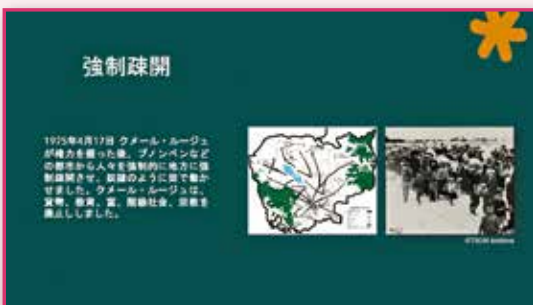 強制疎開
1975年4月17日 クメール・ルージュ
が権力を握った後、プノンペンなど
の都市から人々を強制的に地方に強
制疎開させ、奴隷のように田で働か
せました。クメール・ルージュは、
貨幣、教育、富、階級社会、宗教を
廃止しました。